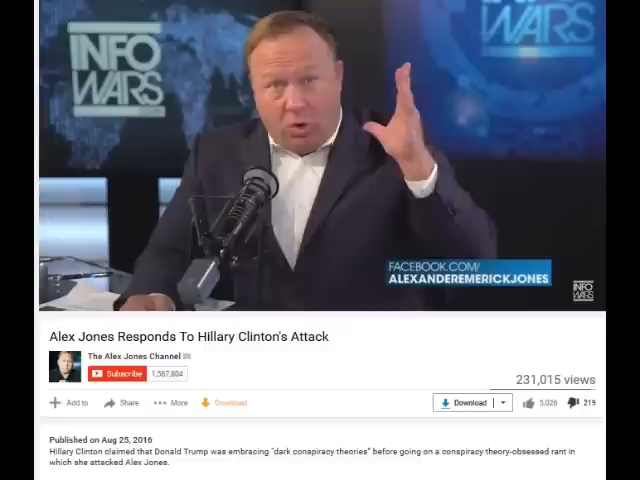 INFO
WARS
WARS
FACEBOOK.COM/
ALEXANDEREMERICKJONES
INFO
WARS
Alex Jones Responds To Hillary Clinton's Attack
The Alex Jones Channel
Subscribe 1,567,804
231,015 views
Add to Share More Download
Download 5,026 219
Published on Aug 25, 2016
Hillary Clinton claimed that Donald Trump was embracing "dark conspiracy theories" before going on a conspiracy theory-obsessed rant in
which she attacked Alex Jones.